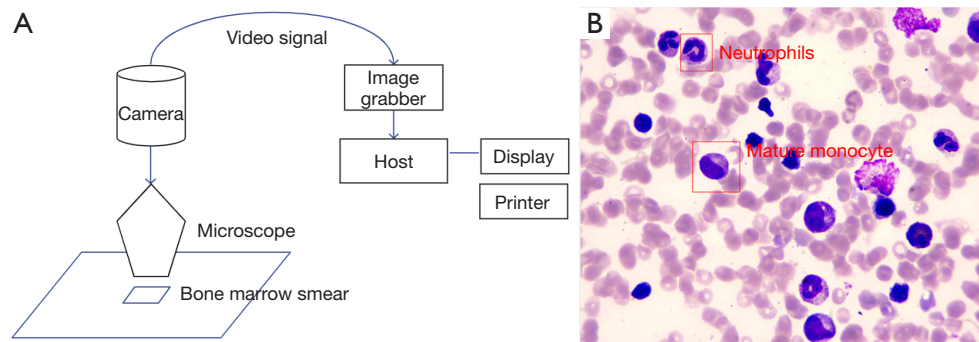 A
Video signal
Camera
Image
grabber
Host
Display
Printer
Microscope
Bone marrow smear
B
Neutrophils
Mature monocyte